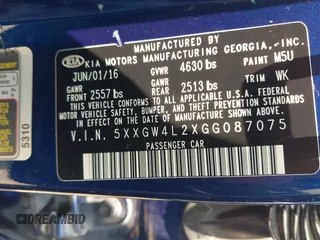 MANUFACTURED BY
KIA KIA MOTORS MANUFACTURING GEORGIA, INC.
JUN/01/16 GVWR 4630 lbs PAINT M5U
GAWR FRONT 2557 lbs GAWR REAR 2513 lbs TRIM WK
THIS VEHICLE CONFORMS TO ALL APPLICABLE
FEDERAL MOTOR VEHICLE SAFETY, BUMPER,
AND THEFT PREVENTION STANDARDS IN EFFECT
ON THE DATE OF MANUFACTURE SHOWN ABOVE.
V.I.N. 5XXGW4L2XGG087075
PASSENGER CAR
5310
DREAMBID